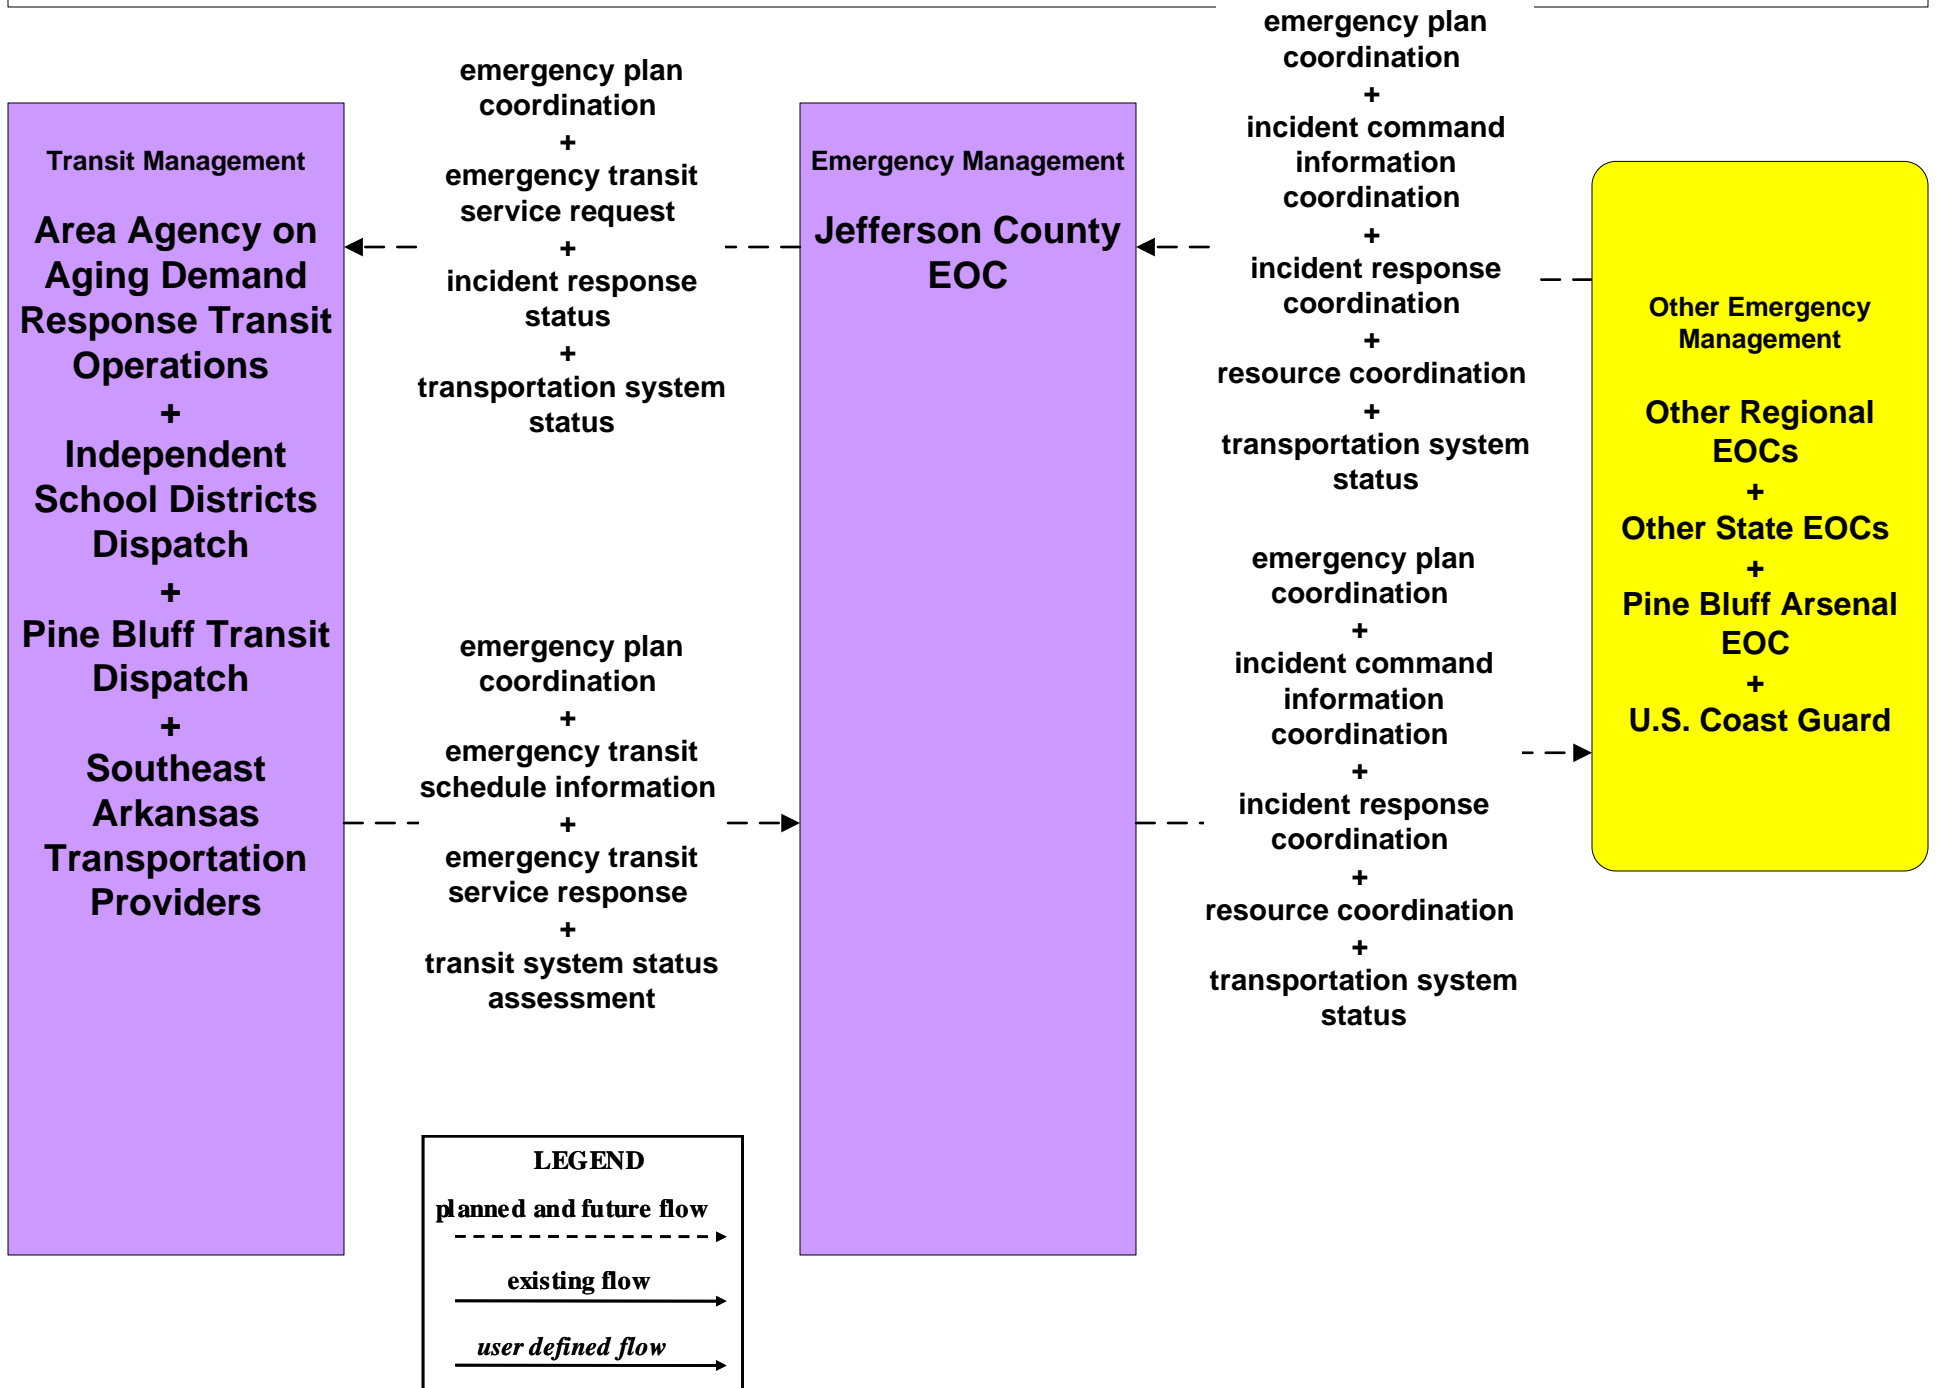 Transit Management
Area Agency on
Aging Demand
Response Transit
Operations
+
Independent
School Districts
Dispatch
+
Pine Bluff Transit
Dispatch
+
Southeast
Arkansas
Transportation
Providers
emergency plan
coordination
+
emergency transit
service request
+
incident response
status
+
transportation system
status
emergency plan
coordination
+
emergency transit
schedule information
+
emergency transit
service response
+
transit system status
assessment
Emergency Management
Jefferson County
EOC
emergency plan
coordination
+
incident command
information
coordination
+
incident response
coordination
+
resource coordination
+
transportation system
status
emergency plan
coordination
+
incident command
information
coordination
+
incident response
coordination
+
resource coordination
+
transportation system
status
Other Emergency
Management
Other Regional
EOCs
+
Other State EOCs
+
Pine Bluff Arsenal
EOC
+
U.S. Coast Guard
LEGEND
planned and future flow
existing flow
user defined flow